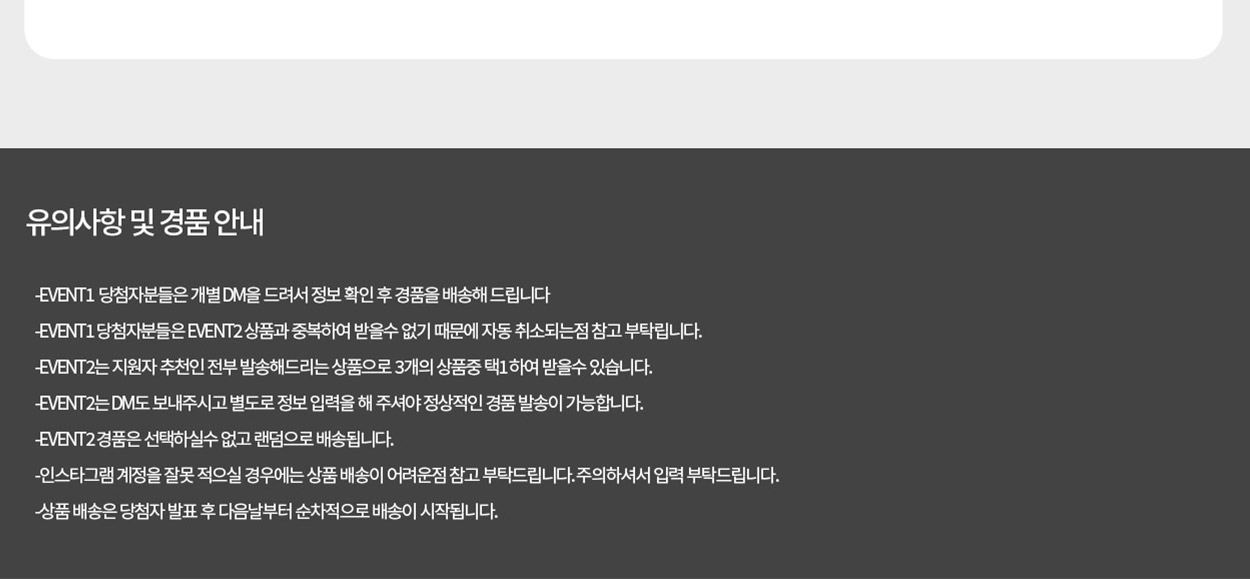 유의사항 및 경품 안내
-EVENT1 당첨자분들은 개별 DM을 드려서 정보 확인 후 경품을 배송해 드립니다
-EVENT1 당첨자분들은 EVENT2 상품과 중복하여 받을수 없기 때문에 자동 취소되는점 참고 부탁립니다.
-EVENT2는 지원자 추천인 전부 발송해드리는 상품으로 3개의 상품중 택1 하여 받을수 있습니다.
-EVENT2는 DM도 보내주시고 별도로 정보 입력을 해 주셔야 정상적인 경품 발송이 가능합니다.
-EVENT2 경품은 선택하실수 없고 랜덤으로 배송됩니다.
-인스타그램 계정을 잘못 적으실 경우에는 상품 배송이 어려운점 참고 부탁드립니다. 주의하셔서 입력 부탁드립니다.
-상품 배송은 당첨자 발표 후 다음날부터 순차적으로 배송이 시작됩니다.